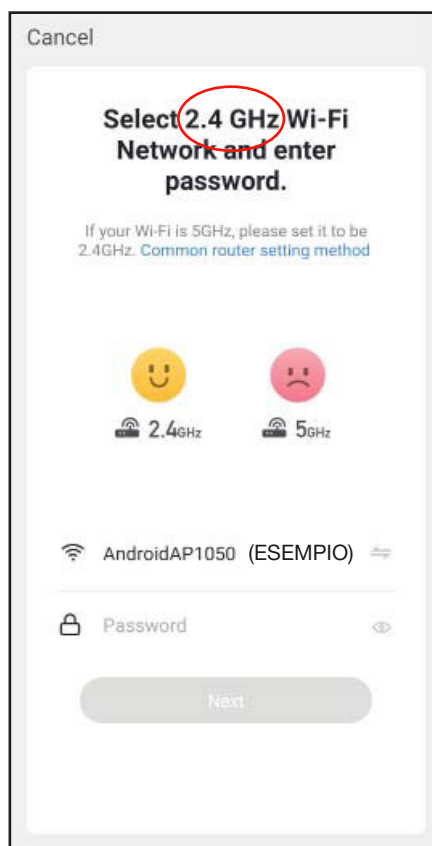 Cancel
Select 2.4 GHz Wi-Fi
Network and enter
password.
If your Wi-Fi is 5GHz, please set it to be
2.4GHz. Common router setting method
2.4GHz 5GHz
AndroidAP1050 (ESEMPIO)
Password
Next